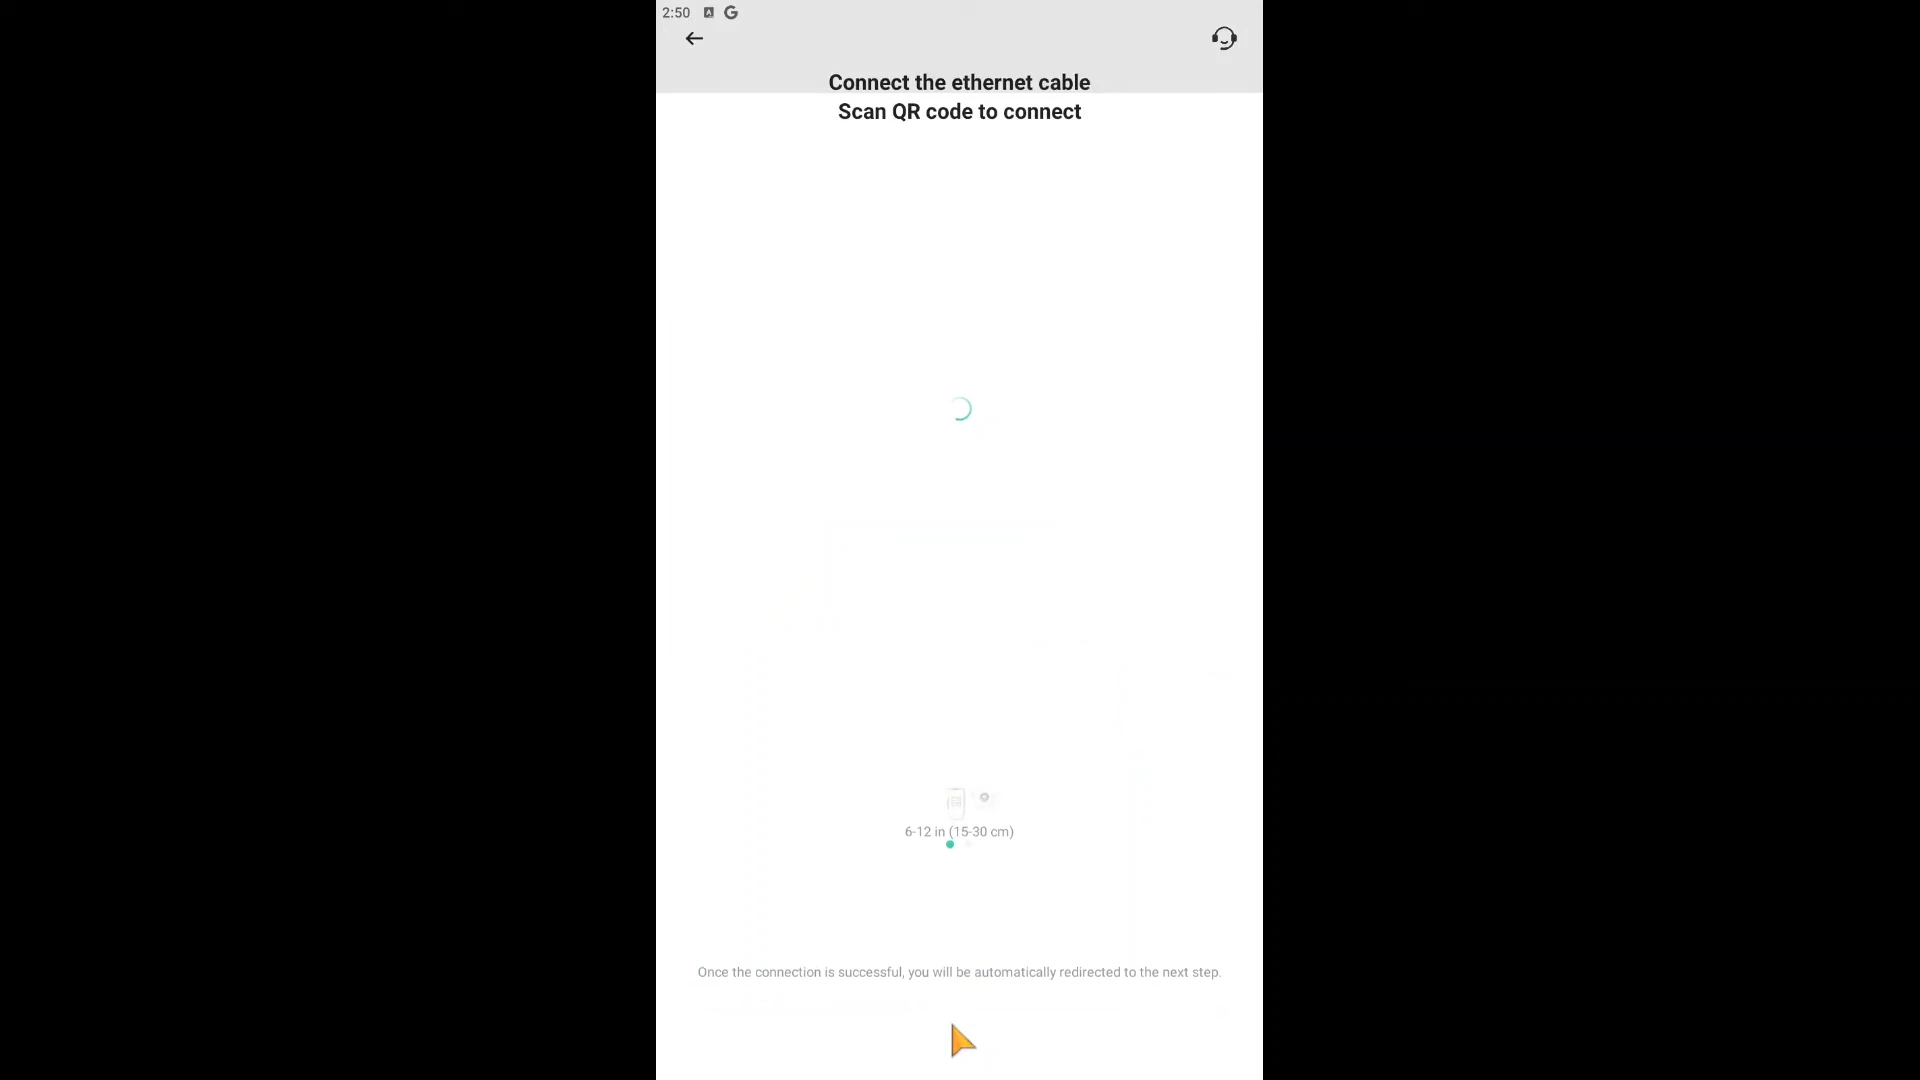 2:50
Connect the ethernet cable
Scan QR code to connect
6-12 in (15-30 cm)
Once the connection is successful, you will be automatically redirected to the next step.